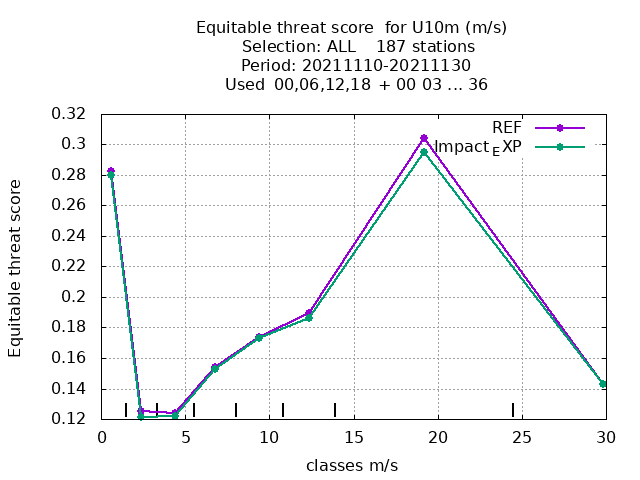 Equitable threat score for U10m (m/s)
Selection: ALL 187 stations
Period: 20211110-20211130
Used 00,06,12,18 + 00 03 ... 36
0.32
0.3
0.28
0.26
0.24
0.22
0.2
0.18
0.16
0.14
0.12
Equitable threat score
REF
Impact_EXP
0 5 10 15 20 25 30
classes m/s